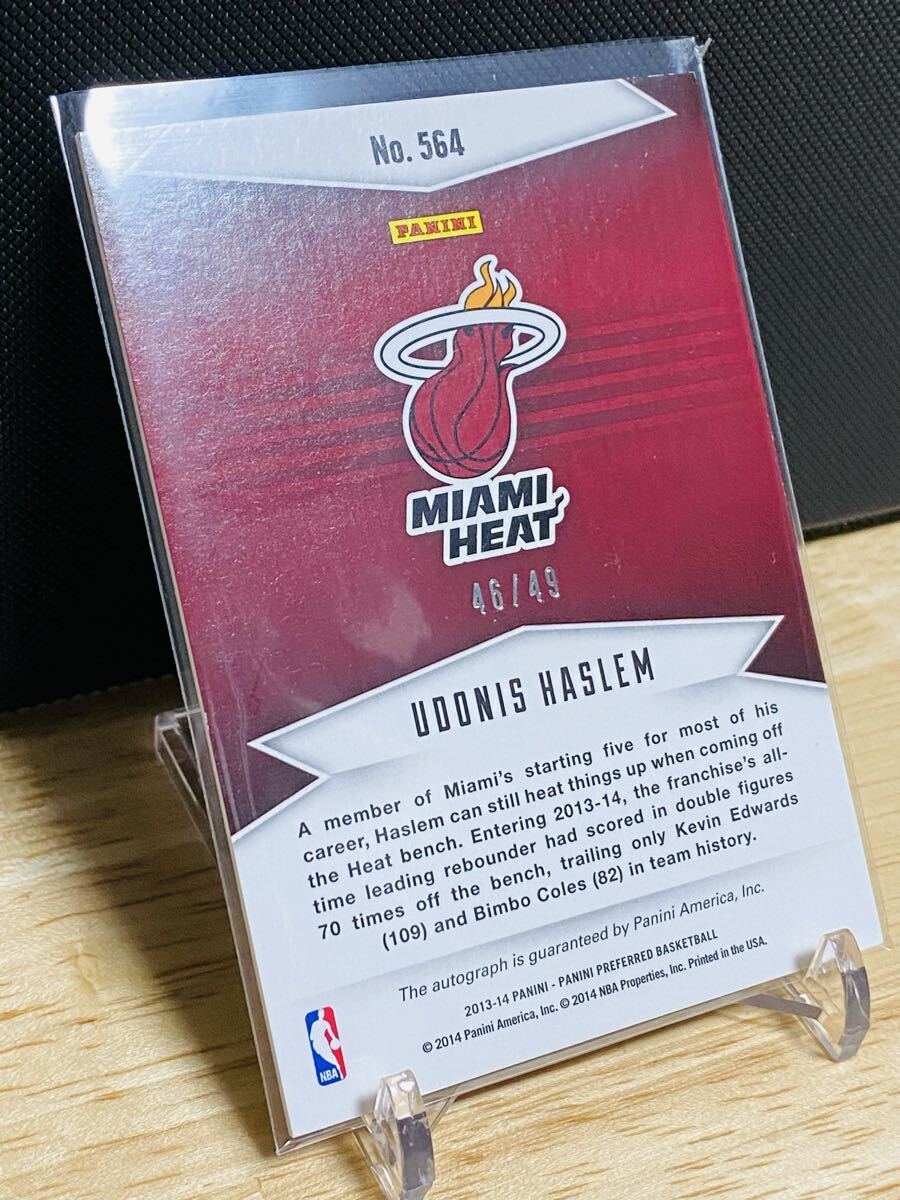 No. 564
PANINI
MIAMI
HEAT
46/49
UDONIS HASLEM
A member of Miami's starting five for most of his
career, Haslem can still heat things up when coming off
the Heat bench. Entering 2013-14, the franchise's all-
time leading rebounder had scored in double figures
70 times off the bench, trailing only Kevin Edwards
(109) and Bimbo Coles (82) in team history.
The autograph is guaranteed by Panini America, Inc.
2013-14 PANINI - PANINI PREFERRED BASKETBALL
© 2014 Panini America, Inc. © 2014 NBA Properties, Inc. Printed in the USA.
NBA